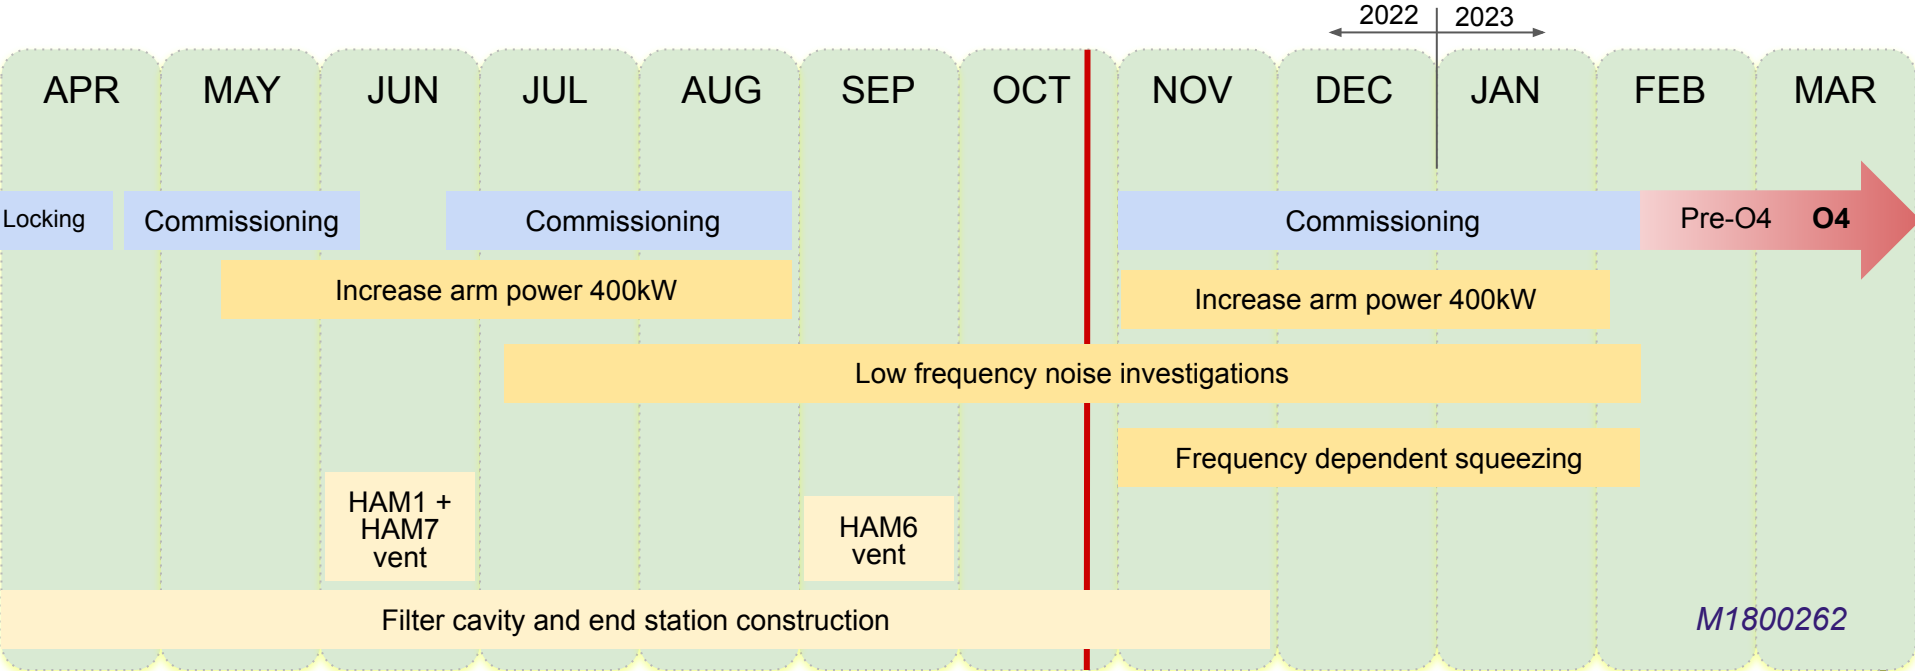 2022 2023
APR MAY JUN JUL AUG SEP OCT NOV DEC JAN FEB MAR
Locking Commissioning Commissioning Commissioning Pre-O4 O4
Increase arm power 400kW Increase arm power 400kW
Low frequency noise investigations
Frequency dependent squeezing
HAM1 +
HAM7
vent
HAM6
vent
Filter cavity and end station construction
M1800262